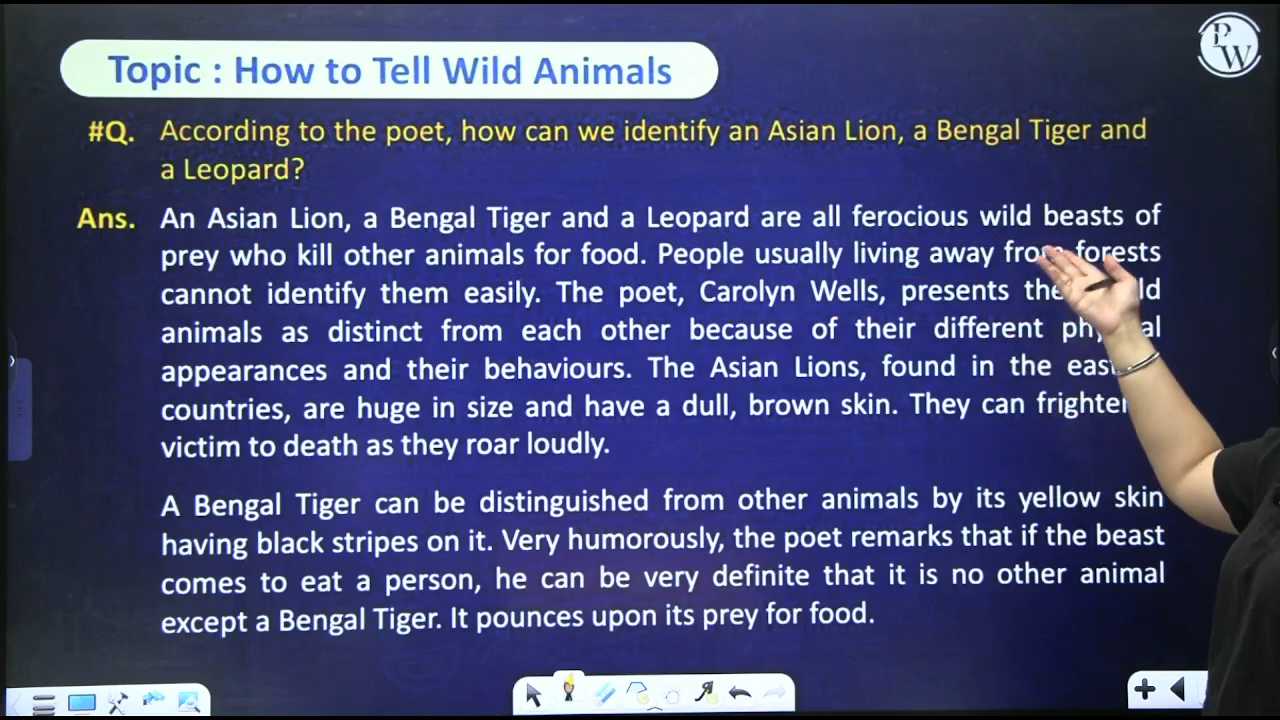 PW
Topic : How to Tell Wild Animals
#Q. According to the poet, how can we identify an Asian Lion, a Bengal Tiger and
a Leopard?
Ans. An Asian Lion, a Bengal Tiger and a Leopard are all ferocious wild beasts of
prey who kill other animals for food. People usually living away from forests
cannot identify them easily. The poet, Carolyn Wells, presents
animals as distinct from each other because of their different
appearances and their behaviours. The Asian Lions, found in the
countries, are huge in size and have a dull, brown skin. They can
victim to death as they roar loudly.
A Bengal Tiger can be distinguished from other animals by its yellow skin
having black stripes on it. Very humorously, the poet remarks that if the beast
comes to eat a person, he can be very definite that it is no other animal
except a Bengal Tiger. It pounces upon its prey for food.